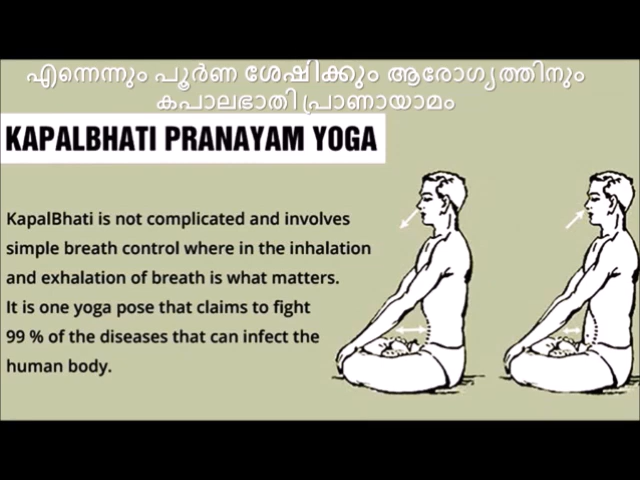 എന്നെന്നും പൂർണ ശേഷിക്കും ആരോഗ്യത്തിനും
കപാലഭാതി പ്രാണായാമം
KAPALBHATI PRANAYAM YOGA
KapalBhati is not complicated and involves
simple breath control where in the inhalation
and exhalation of breath is what matters.
It is one yoga pose that claims to fight
99 % of the diseases that can infect the
human body.